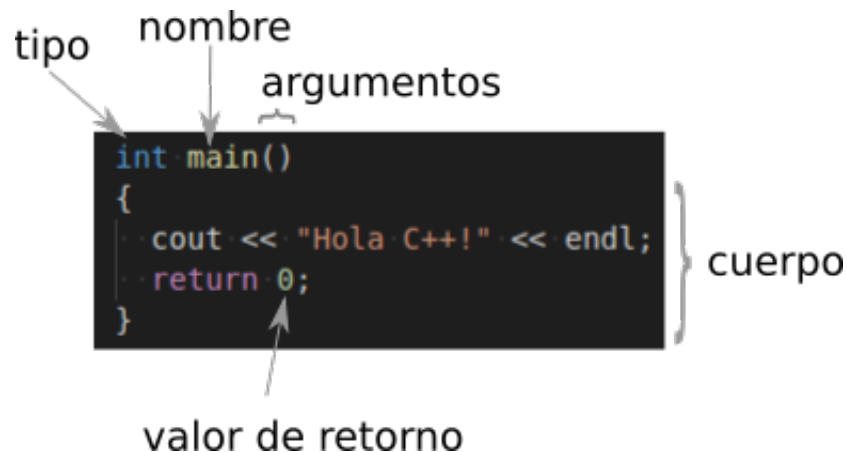 nombre
tipo
argumentos
int main()
{
cout << "Hola C++!" << endl;
return 0;
}
cuerpo
valor de retorno